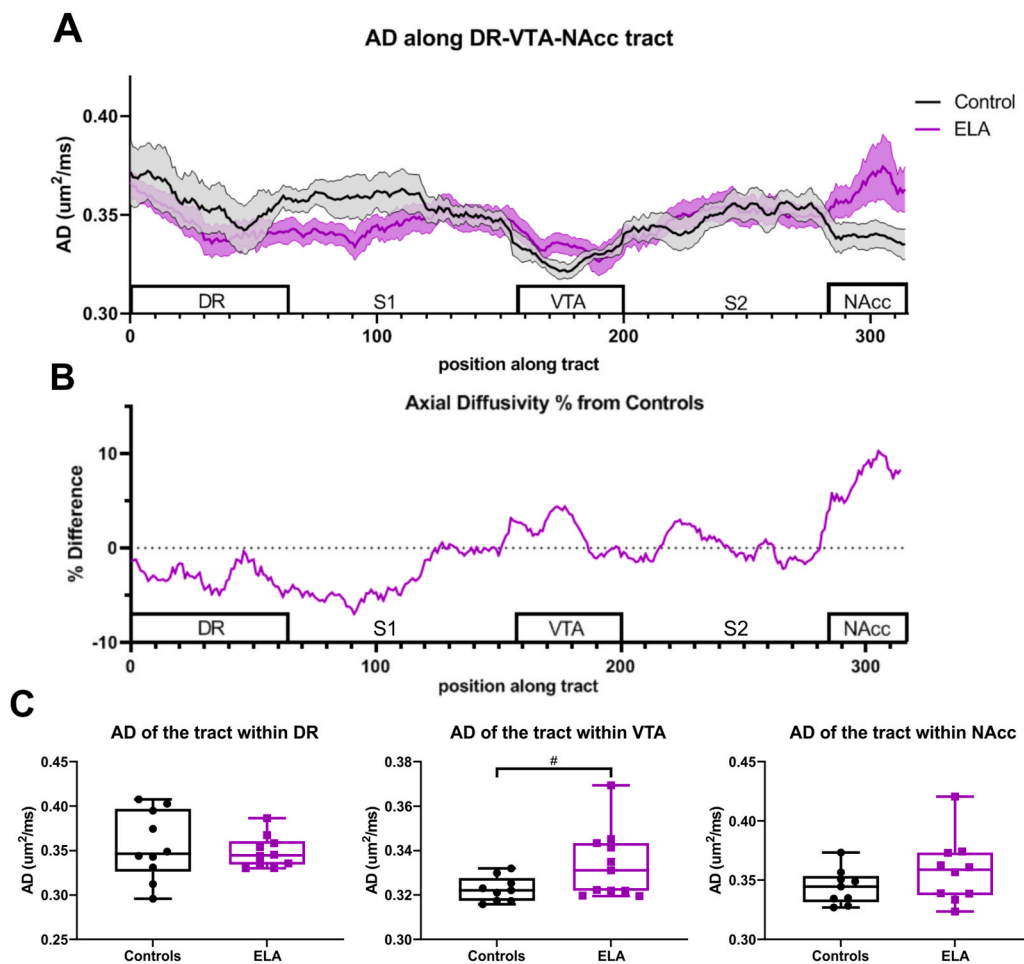 A
AD along DR-VTA-NAcc tract
Control
ELA
AD (um²/ms)
0.40
0.35
0.30
DR
S1
VTA
S2
NAcc
0
100
200
300
position along tract
B
Axial Diffusivity % from Controls
% Difference
10
0
-10
DR
S1
VTA
S2
NAcc
0
100
200
300
position along tract
C
AD of the tract within DR
AD (um²/ms)
0.45
0.40
0.35
0.30
0.25
Controls
ELA
AD of the tract within VTA
AD (um²/ms)
0.38
0.36
0.34
0.32
0.30
#
Controls
ELA
AD of the tract within NAcc
AD (um²/ms)
0.45
0.40
0.35
0.30
Controls
ELA